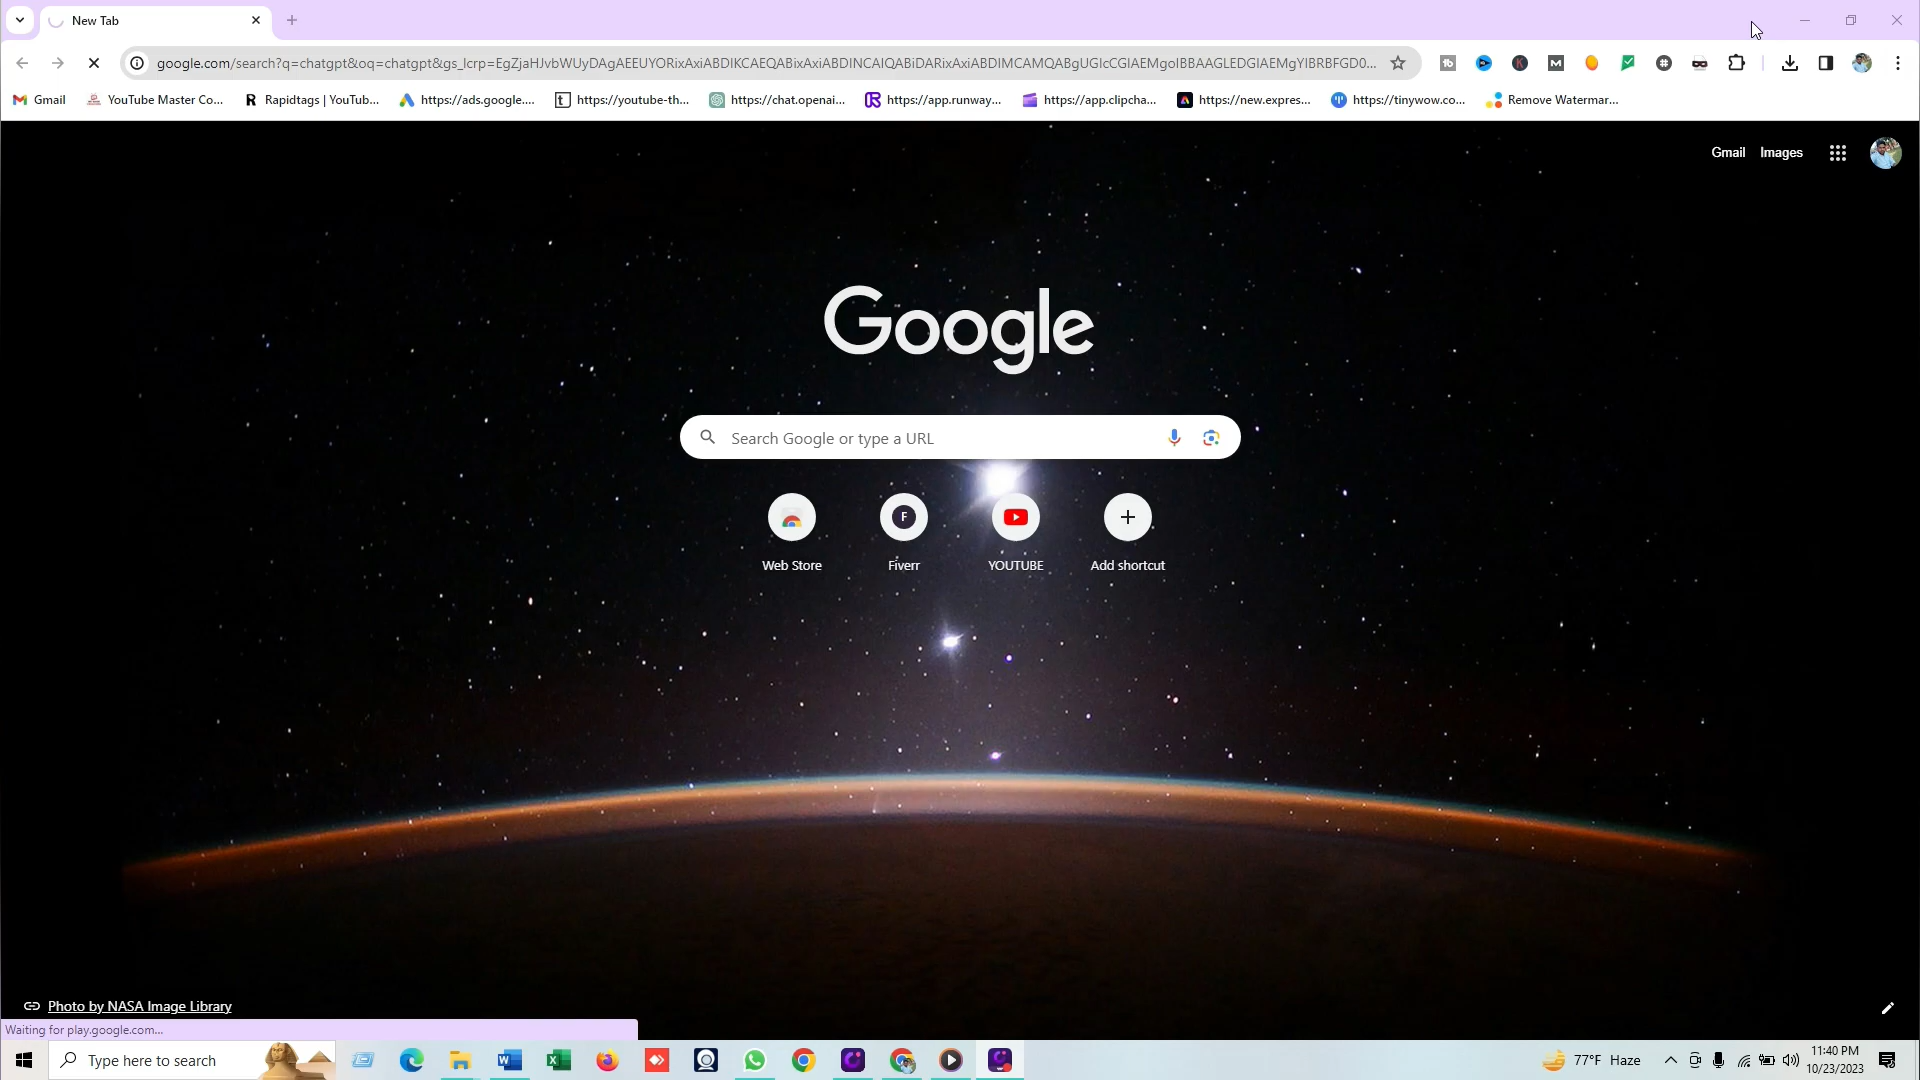 New Tab
google.com/search?q=chatgpt&oq=chatgpt&gs_lcrp=
Gmail
YouTube Master Co...
Rapidtags | YouTub...
https://ads.google....
https://youtube-th...
https://chat.openai...
https://app.runway...
https://app.clipcha...
https://new.expres...
https://tinywow.co...
Remove Watermar...
Gmail Images
Google
Search Google or type a URL
F
Web Store
Fiverr
YOUTUBE
Add shortcut
Photo by NASA Image Library
Waiting for play.google.com...
Type here to search
77°F Haze
11:40 PM
10/23/2023